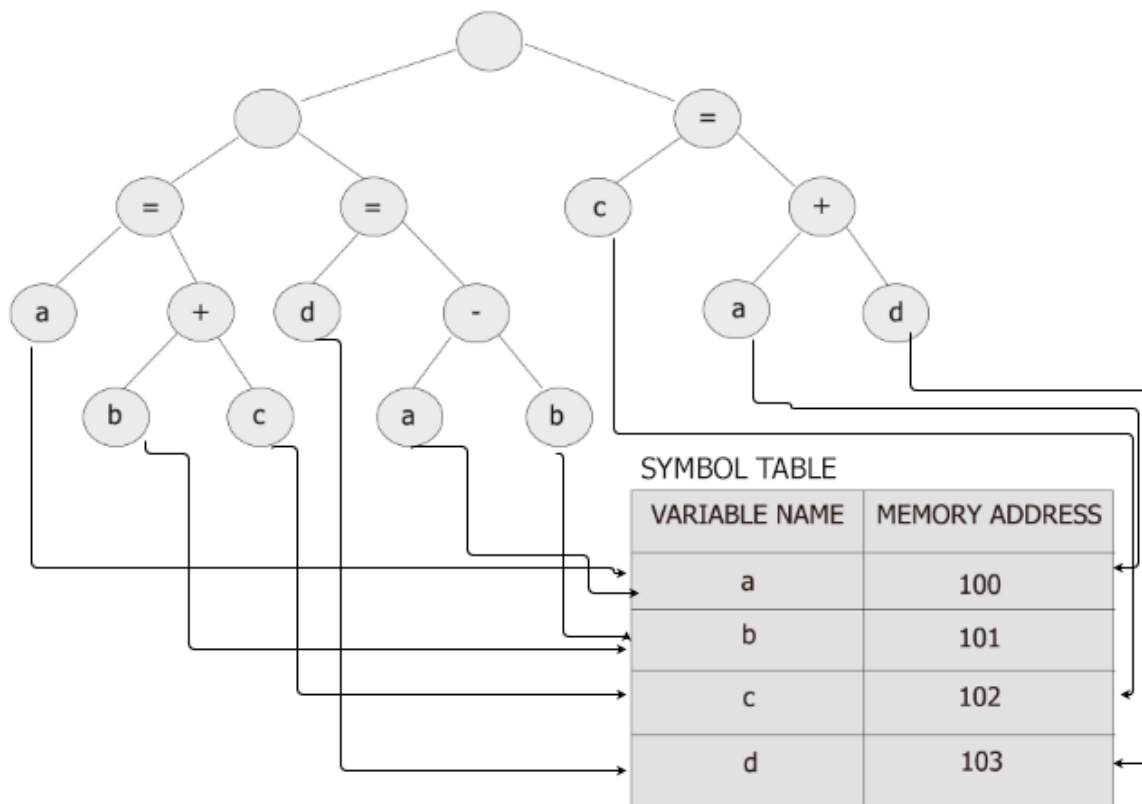 =
= = c +
a + d - a d
b c a b
SYMBOL TABLE
VARIABLE NAME MEMORY ADDRESS
a 100
b 101
c 102
d 103